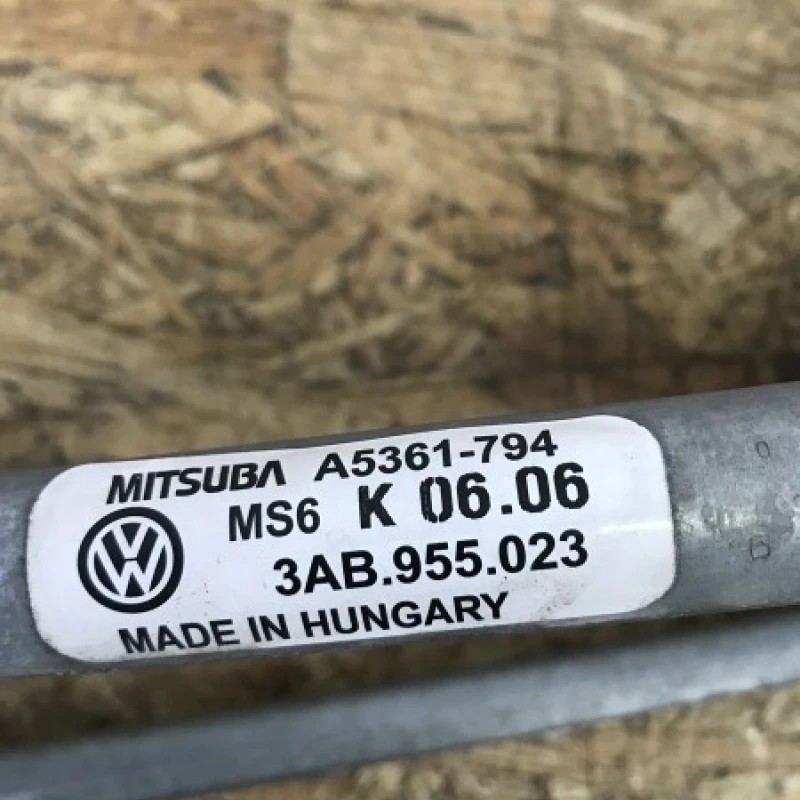 MITSUBA A5361-794
MS6 K 06.06
3AB.955.023
MADE IN HUNGARY